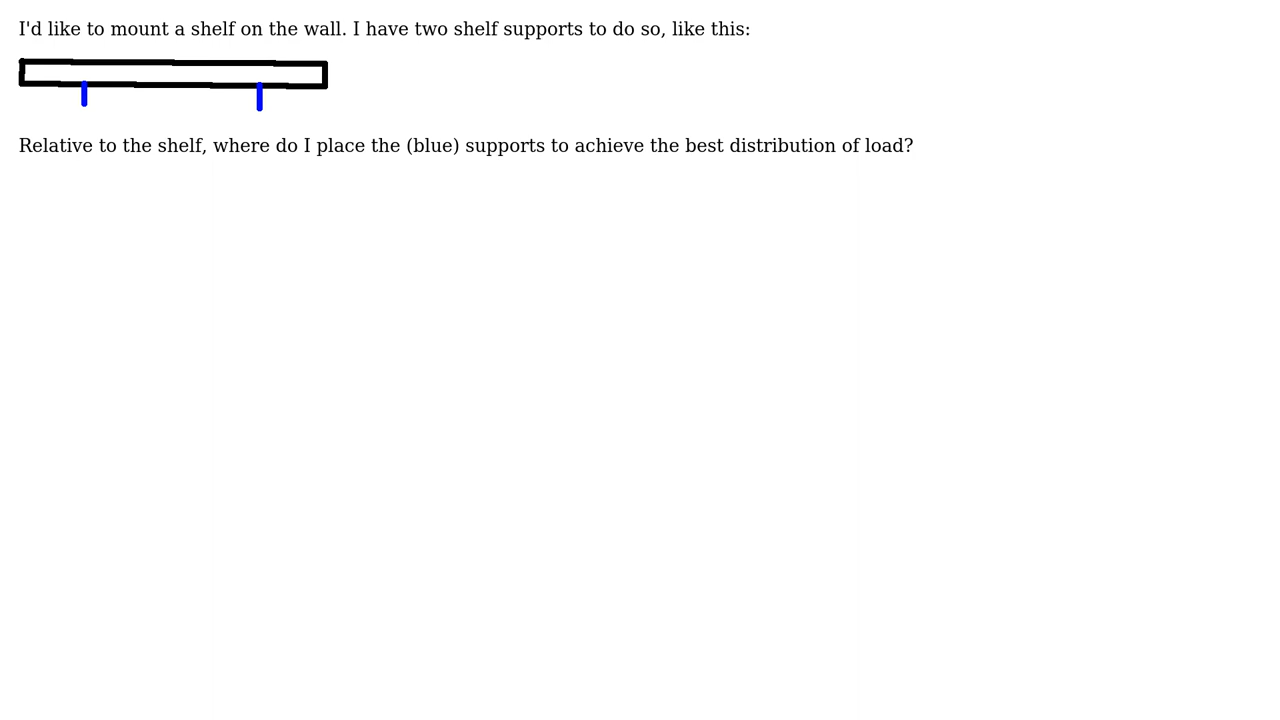 I'd like to mount a shelf on the wall. I have two shelf supports to do so, like this:
Relative to the shelf, where do I place the (blue) supports to achieve the best distribution of load?